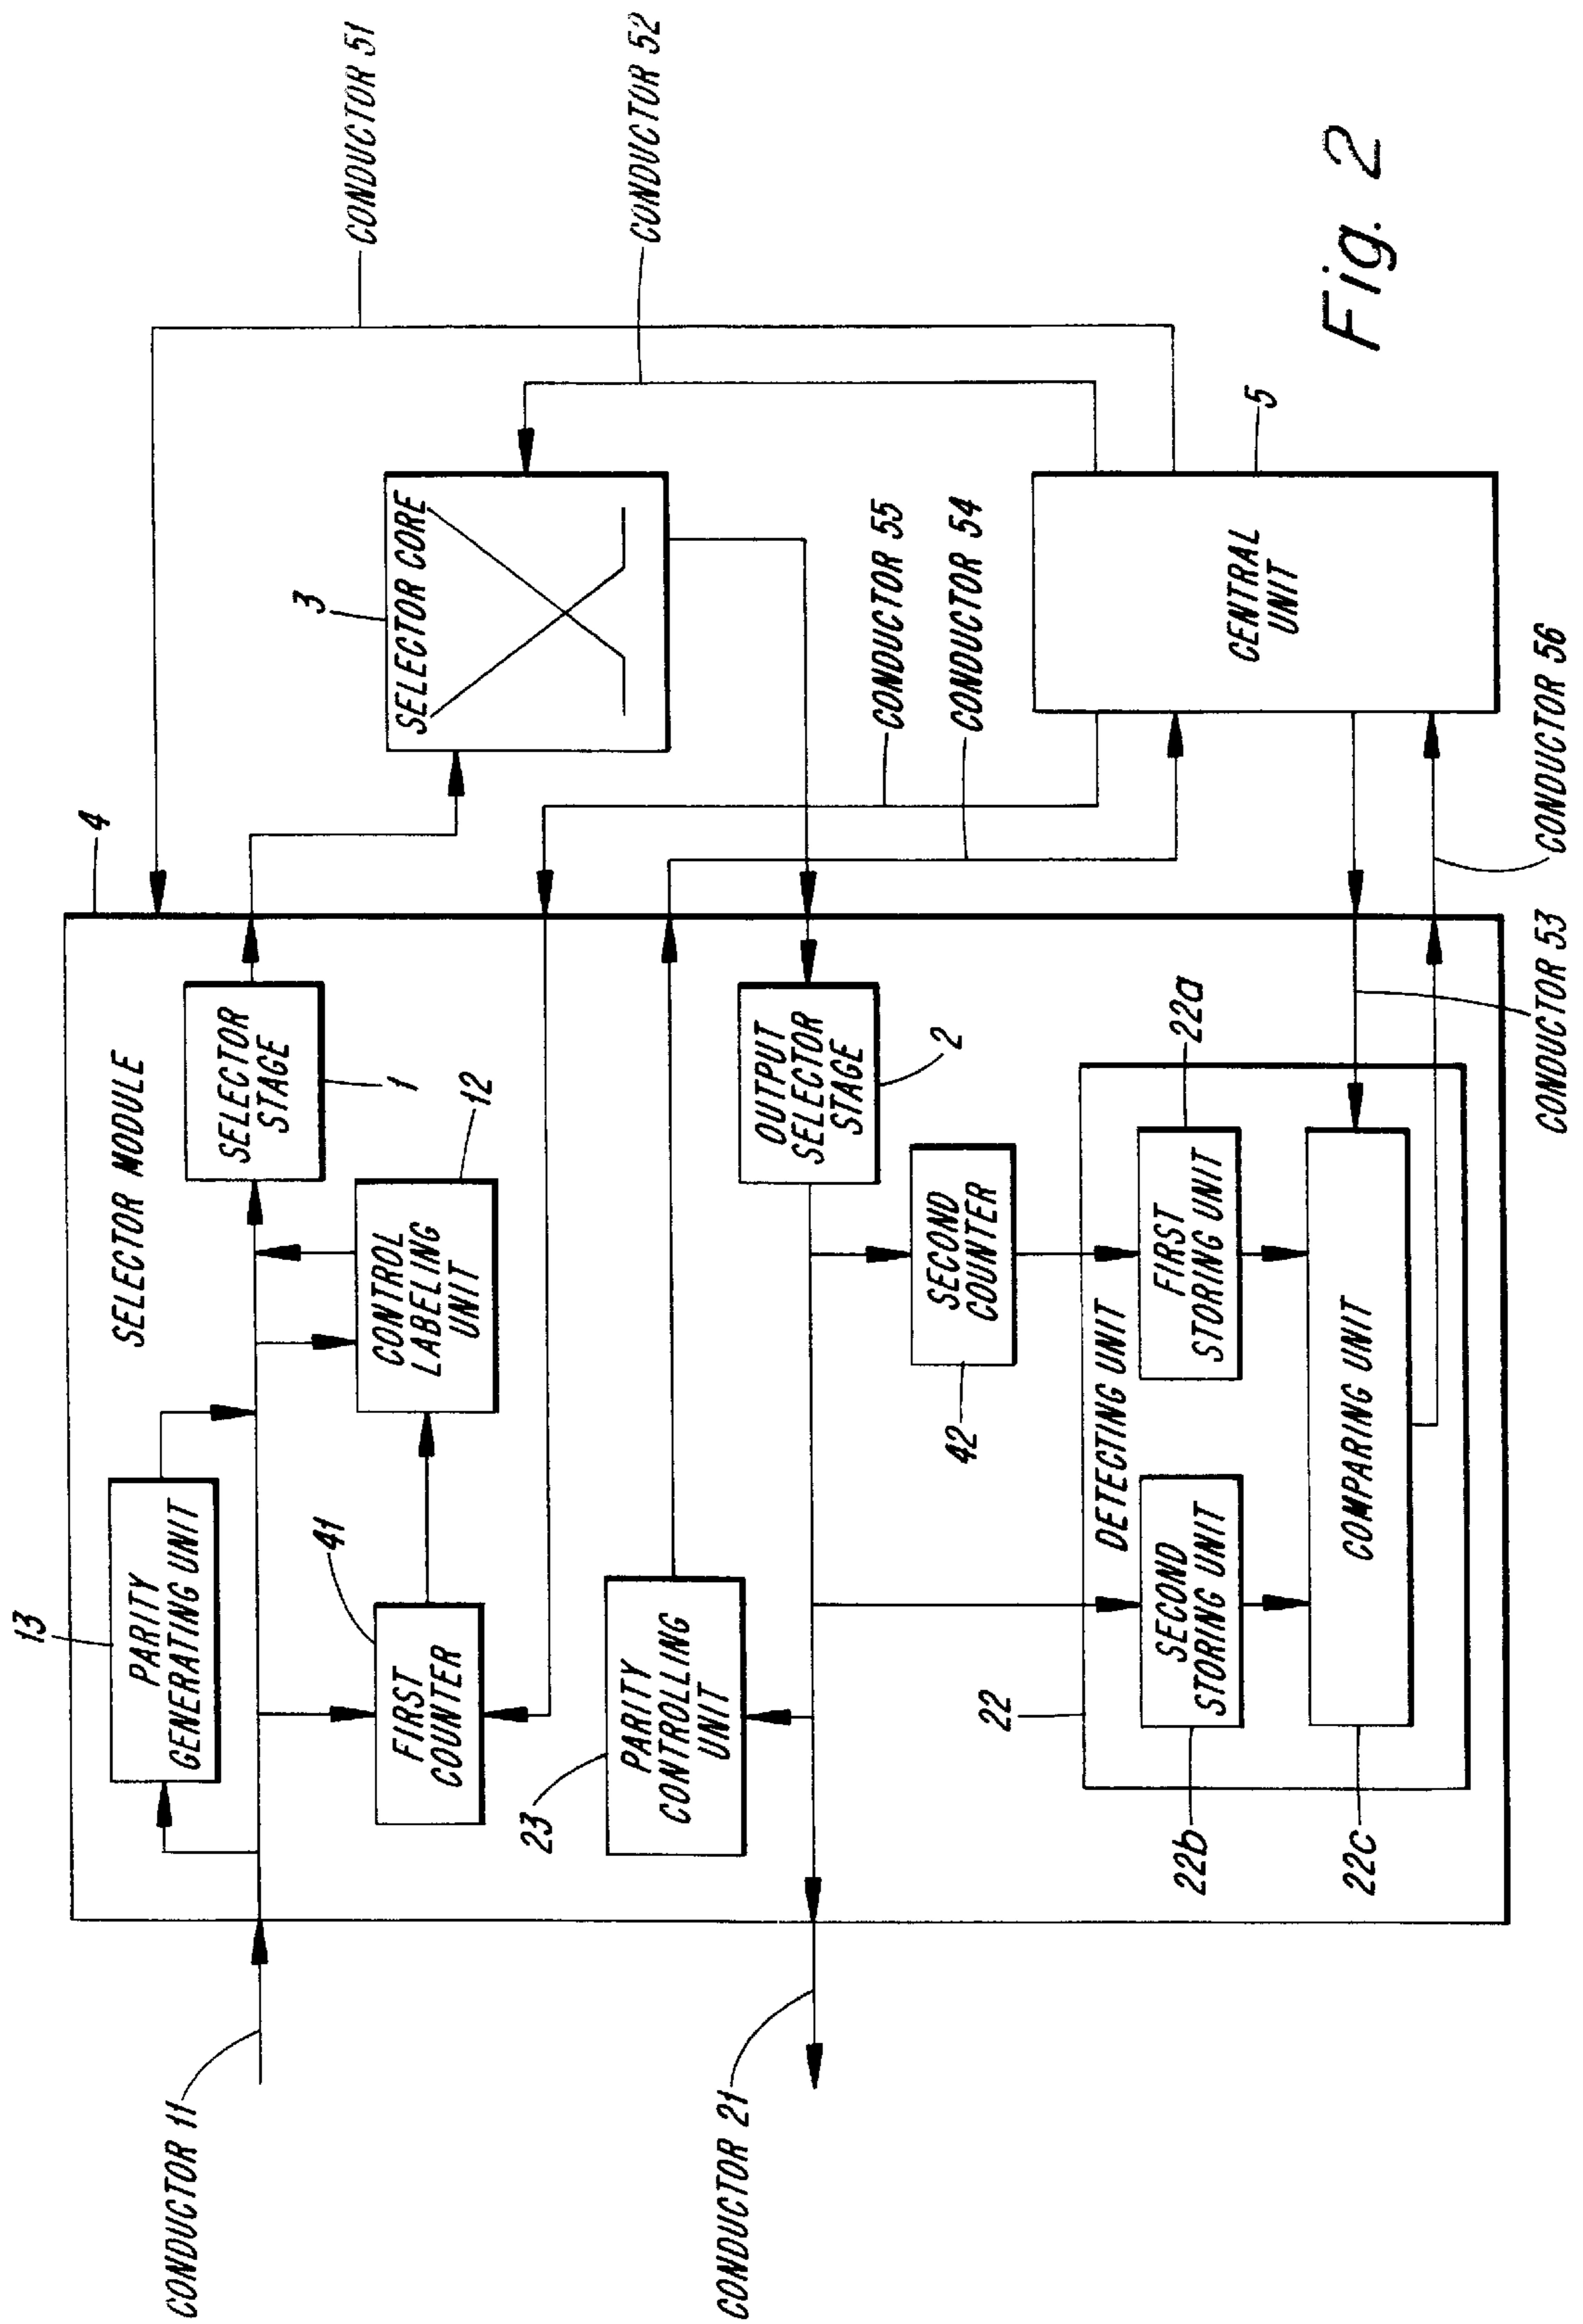 CONDUCTOR 11
CONDUCTOR 21
SELECTOR MODULE
4
13
PARITY
GENERATING UNIT
41
FIRST
COUNTER
12
CONTROL
LABELING
UNIT
SELECTOR
STAGE
1
3
SELECTOR CORE
CONDUCTOR 51
CONDUCTOR 52
23
PARITY
CONTROLLING
UNIT
OUTPUT
SELECTOR
STAGE
2
42
SECOND
COUNTER
CONDUCTOR 55
CONDUCTOR 54
22
DETECTING UNIT
22b
SECOND
STORING UNIT
22a
FIRST
STORING UNIT
22c
COMPARING UNIT
5
CENTRAL
UNIT
CONDUCTOR 53
CONDUCTOR 56
Fig. 2